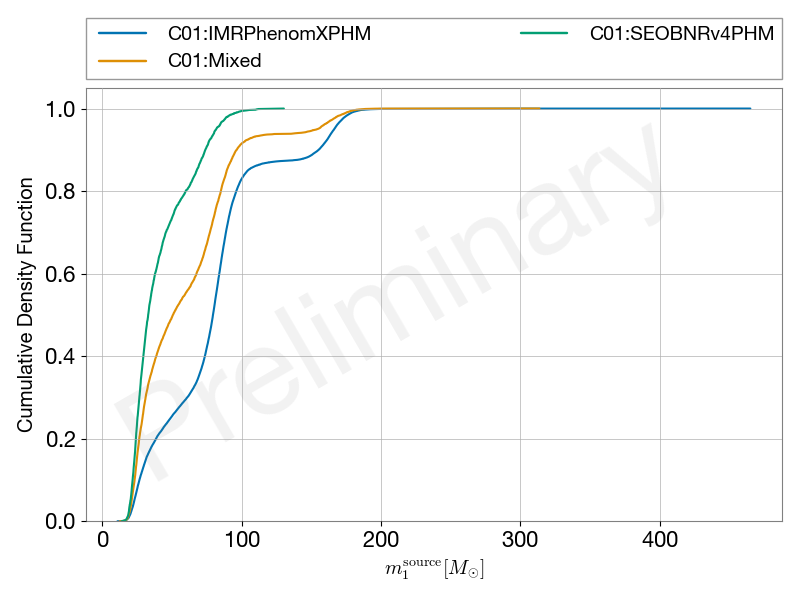 C01:IMRPhenomXPHM
C01:SEOBNRv4PHM
C01:Mixed
1.0
0.8
0.6
0.4
0.2
0.0
Cumulative Density Function
Preliminary
0 100 200 300 400
m₁^source [M⊙]